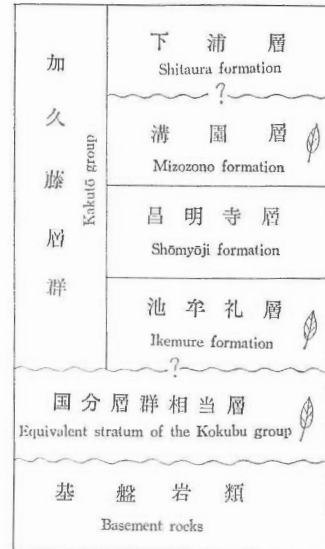 加久藤層群
Kakutō group
下浦層
Shitaura formation
?
溝園層
Mizozono formation
昌明寺層
Shōmyōji formation
池牟礼層
Ikemure formation
?
国分層群相当層
Equivalent stratum of the Kokubu group
基盤岩類
Basement rocks